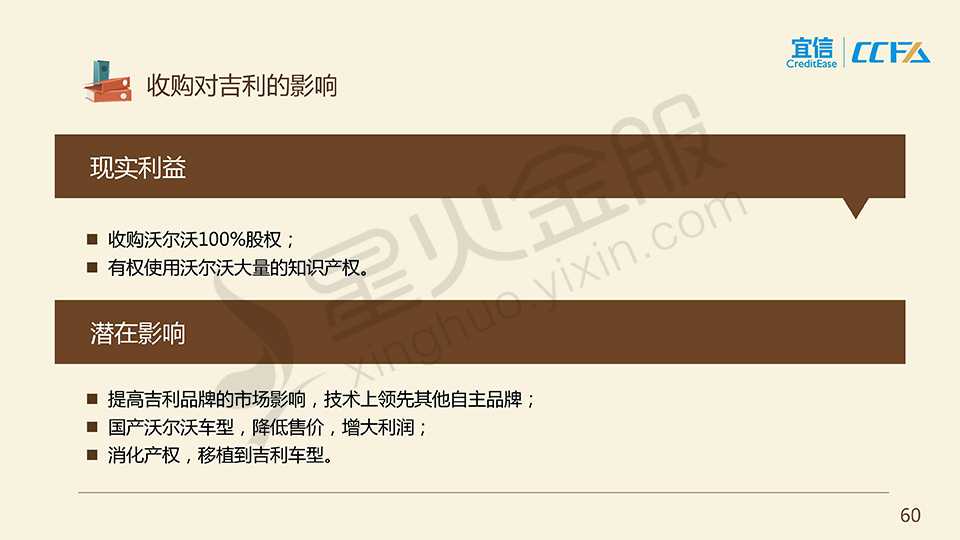 宜信
CreditEase
CCFA
收购对吉利的影响
现实利益
收购沃尔沃100%股权；
有权使用沃尔沃大量的知识产权。
潜在影响
提高吉利品牌的市场影响，技术上领先其他自主品牌；
国产沃尔沃车型，降低售价，增大利润；
消化产权，移植到吉利车型。
星火金服
xinghuo.yixin.com
60